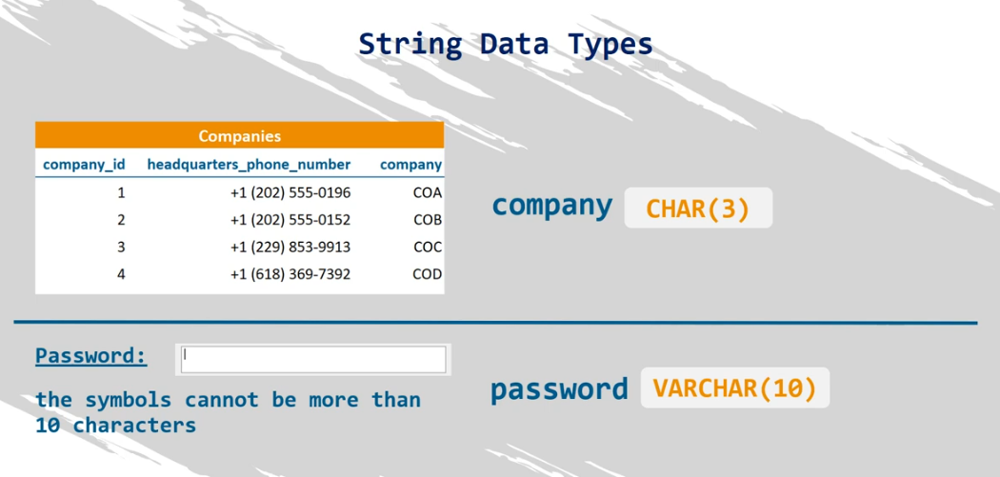 String Data Types
Companies
company_id headquarters_phone_number company
1 +1 (202) 555-0196 COA
2 +1 (202) 555-0152 COB
3 +1 (229) 853-9913 COC
4 +1 (618) 369-7392 COD
company CHAR(3)
Password:
the symbols cannot be more than
10 characters
password VARCHAR(10)